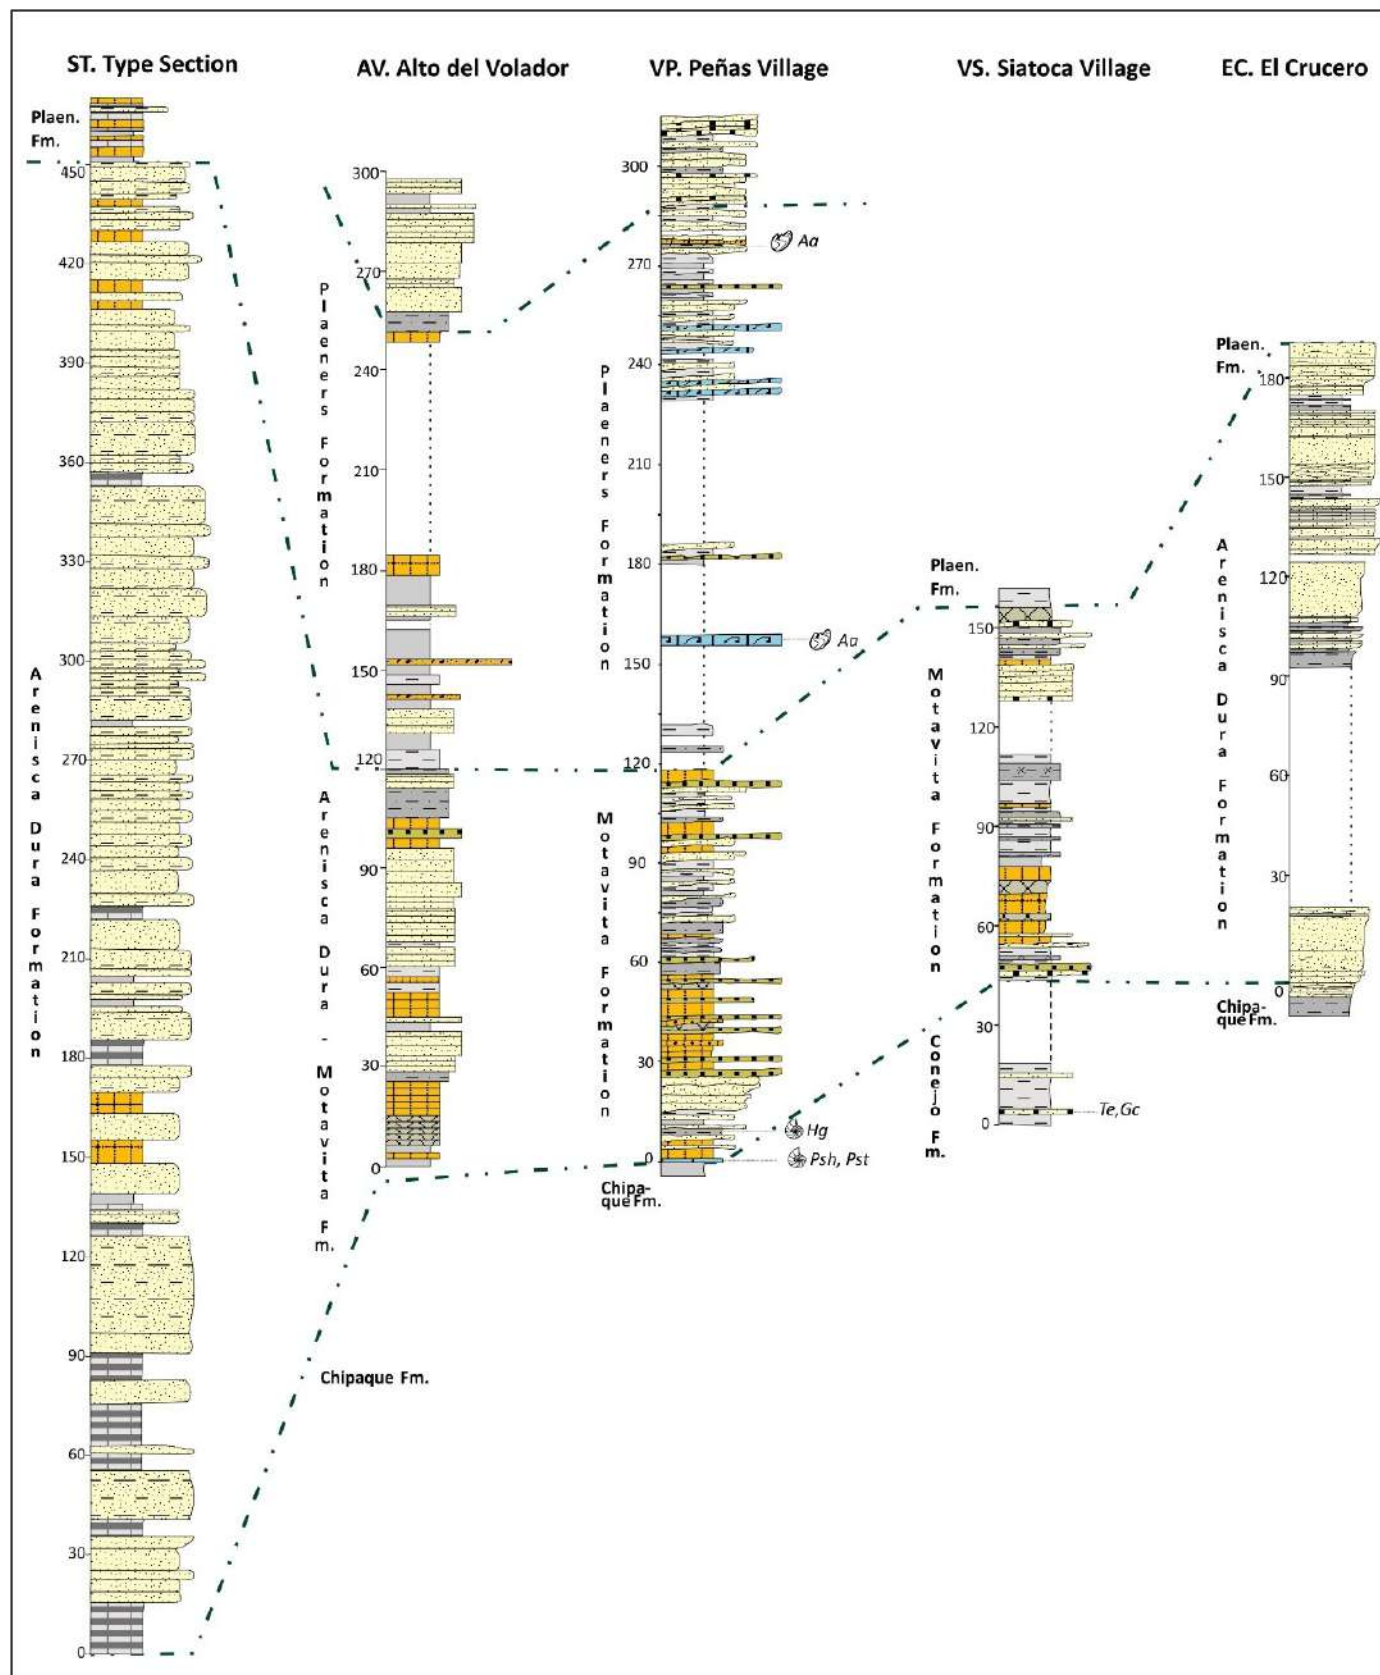 ST. Type Section
AV. Alto del Volador
VP. Peñas Village
VS. Siatoca Village
EC. El Crucero
Plaen.
Fm.
450
420
390
360
330
300
270
240
210
180
150
120
90
60
30
0
Arenisca Dura Formation
300
270
240
210
180
150
120
90
60
30
0
Plaeners Formation
Arenisca Dura - Motavita Fm.
Chipaque Fm.
300
270
240
210
180
150
120
90
60
30
0
Aa
Aa
Hg
Psh, Pst
Plaeners Formation
Motavita Formation
Chipa-
que Fm.
Plaen.
Fm.
150
120
90
60
30
0
Motavita Formation
Conejo Fm.
Te,Gc
Plaen.
Fm.
180
150
120
90
60
30
0
Arenisca Dura Formation
Chipa-
que Fm.